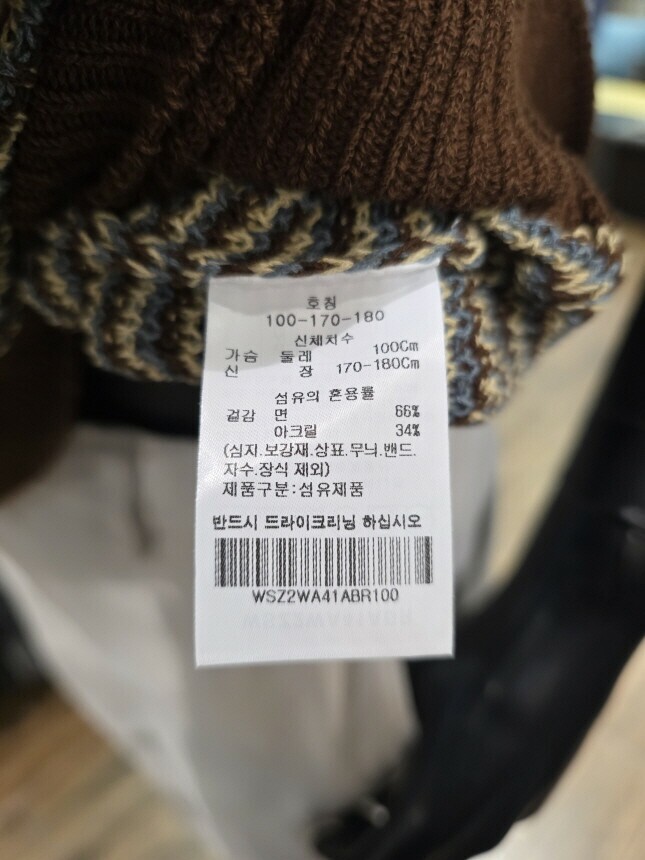 호칭
100-170-180
신체치수
가슴 둘레 100Cm
신 장 170-180Cm
섬유의 혼용률
겉감 면 66%
아크릴 34%
(심지.보강재.상표.무늬.밴드.
자수.장식 제외)
제품구분:섬유제품
반드시 드라이크리닝 하십시오
WSZ2WA41ABR100